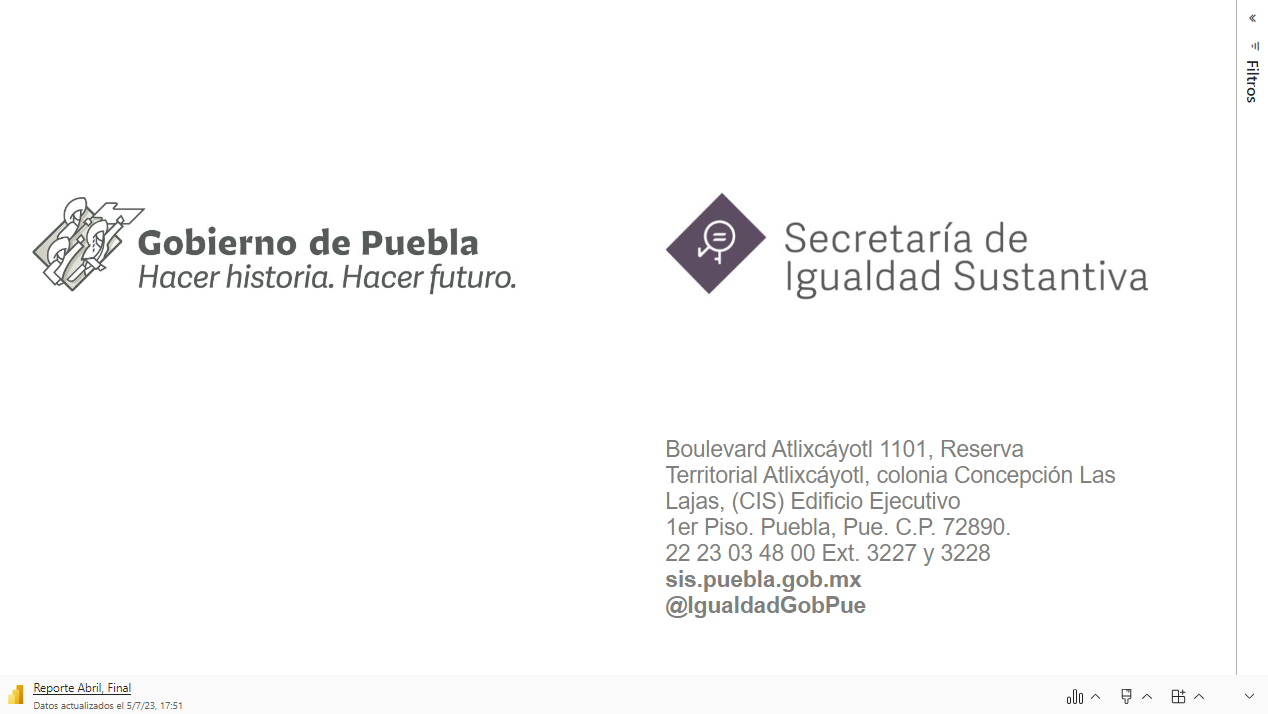 Filtros
Gobierno de Puebla
Hacer historia. Hacer futuro.
Secretaría de
Igualdad Sustantiva
Boulevard Atlixcáyotl 1101, Reserva
Territorial Atlixcáyotl, colonia Concepción Las
Lajas, (CIS) Edificio Ejecutivo
1er Piso. Puebla, Pue. C.P. 72890.
22 23 03 48 00 Ext. 3227 y 3228
sis.puebla.gob.mx
@IgualdadGobPue
Reporte Abril, Final
Datos actualizados el 5/7/23, 17:51